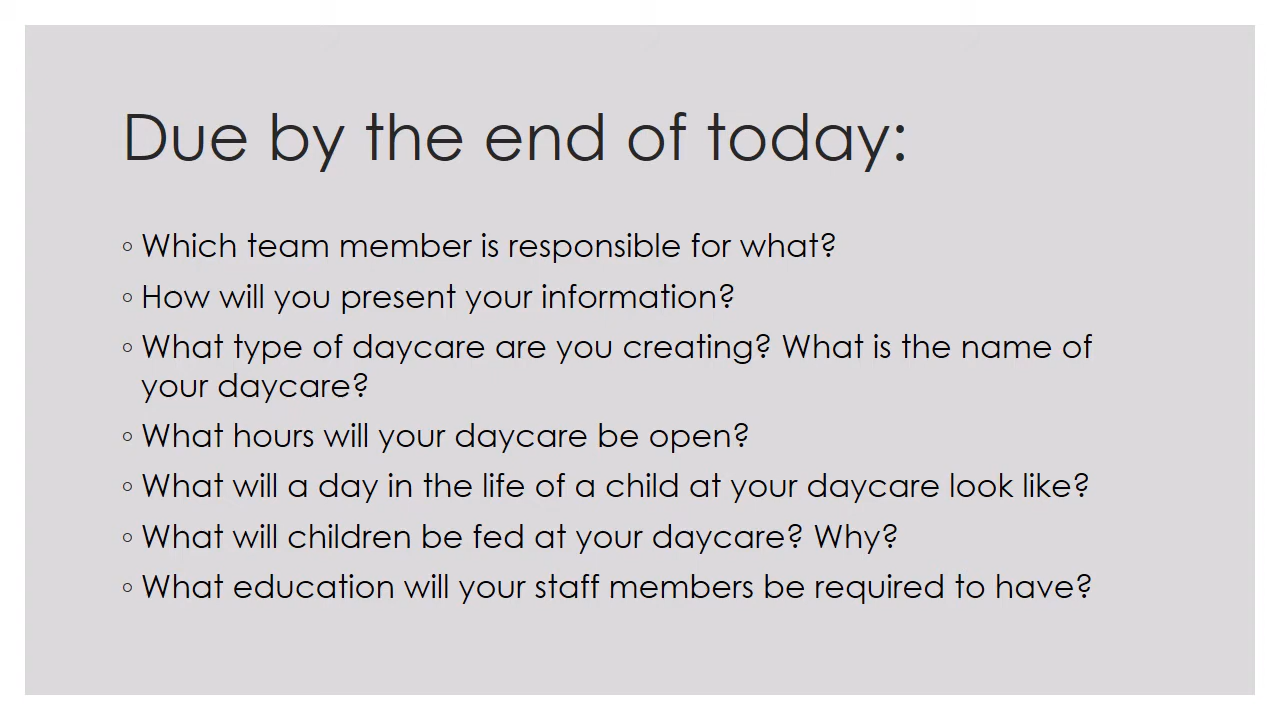 Due by the end of today:
◦ Which team member is responsible for what?
◦ How will you present your information?
◦ What type of daycare are you creating? What is the name of
your daycare?
◦ What hours will your daycare be open?
◦ What will a day in the life of a child at your daycare look like?
◦ What will children be fed at your daycare? Why?
◦ What education will your staff members be required to have?